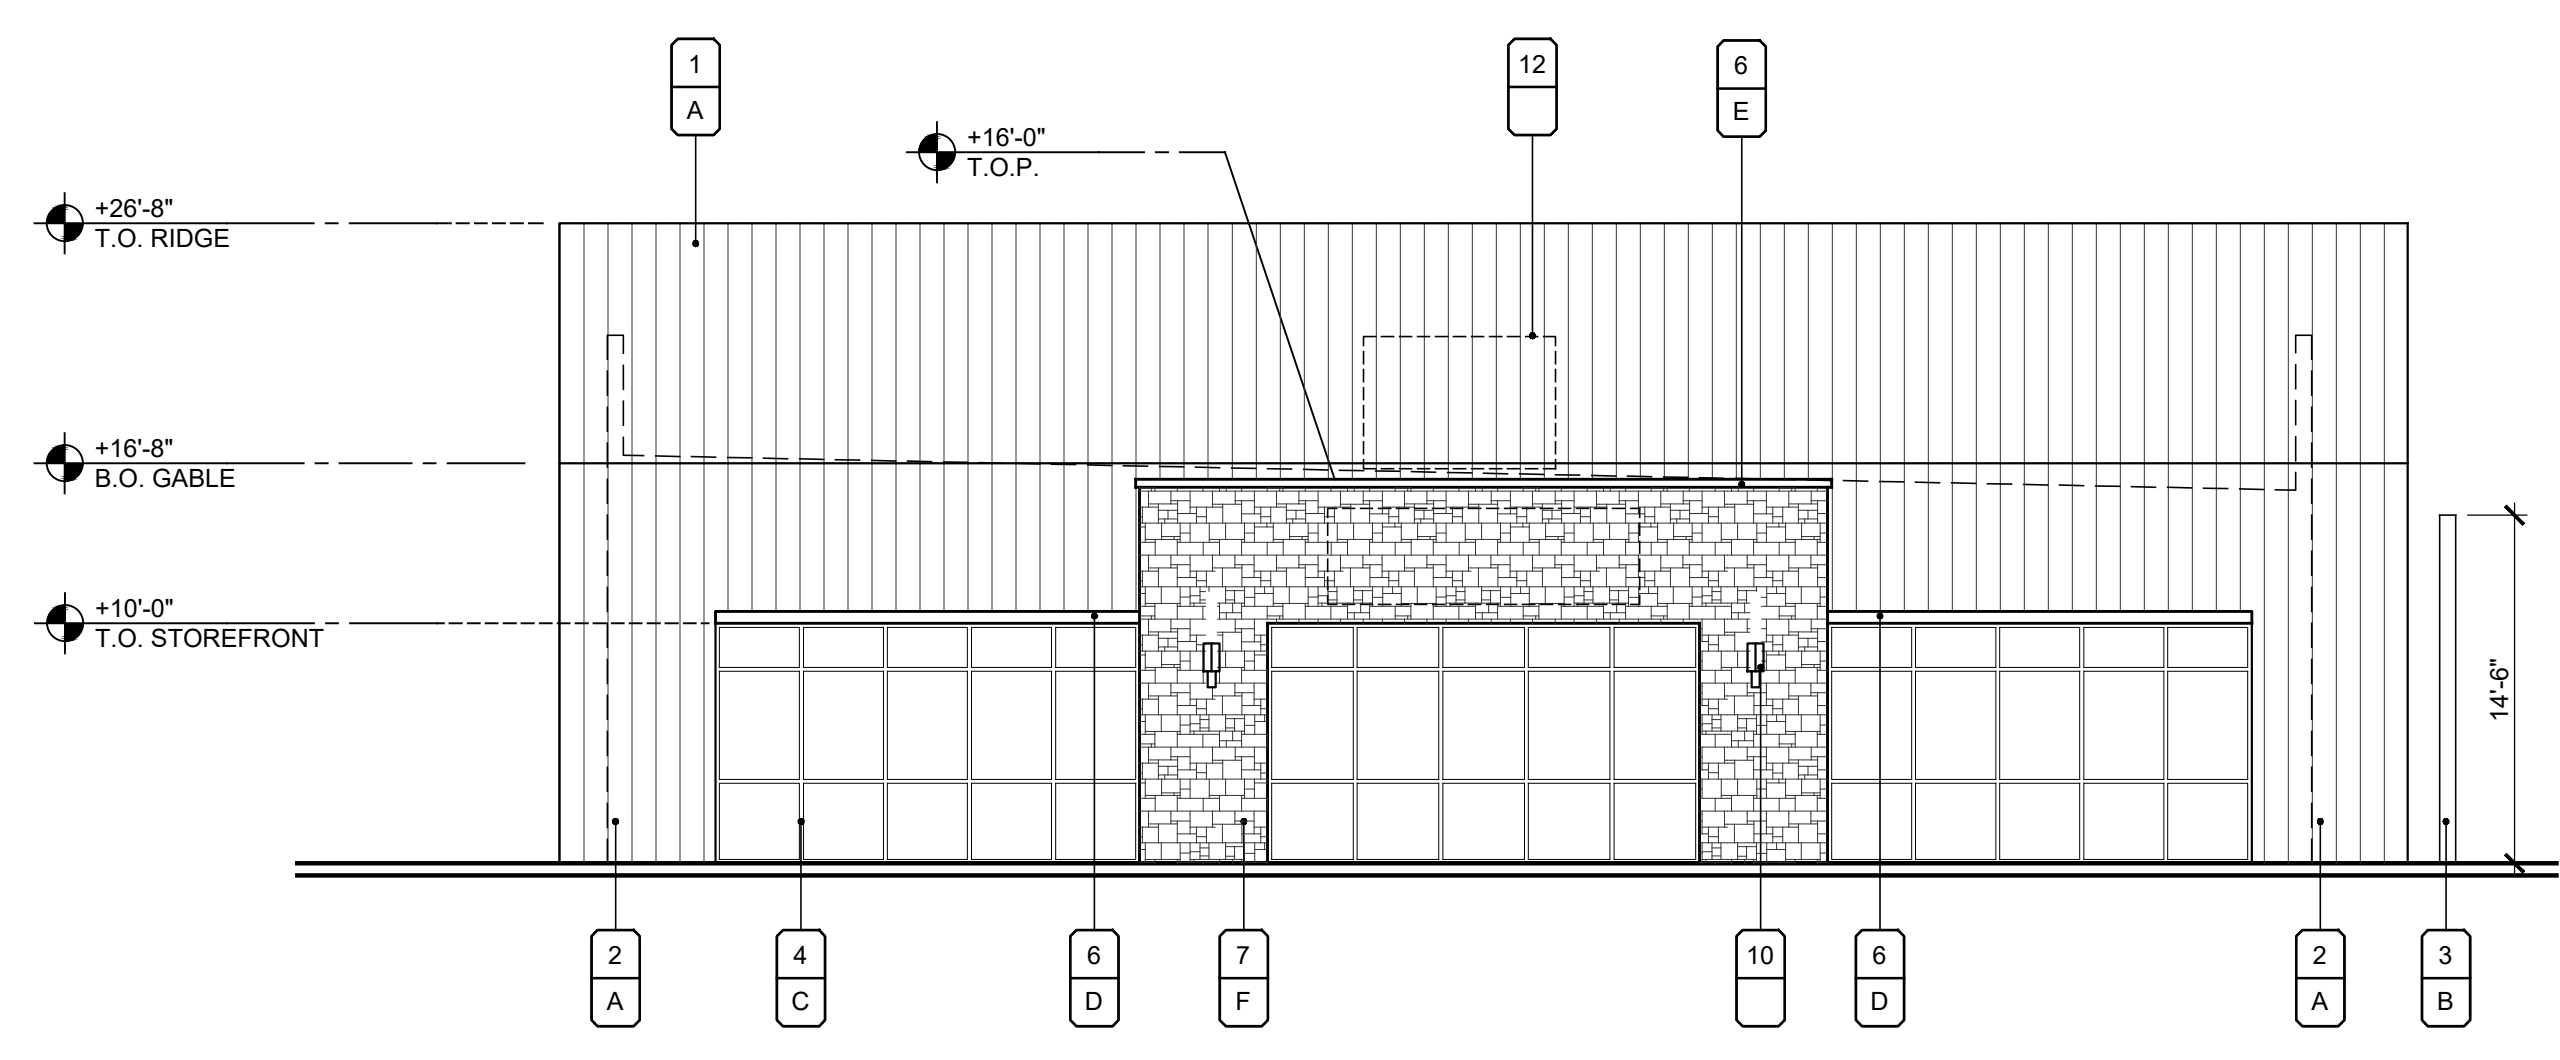 1
A
12
6
E
+16'-0"
T.O.P.
+26'-8"
T.O. RIDGE
+16'-8"
B.O. GABLE
+10'-0"
T.O. STOREFRONT
14'-6"
2
A
4
C
6
D
7
F
10
6
D
2
A
3
B